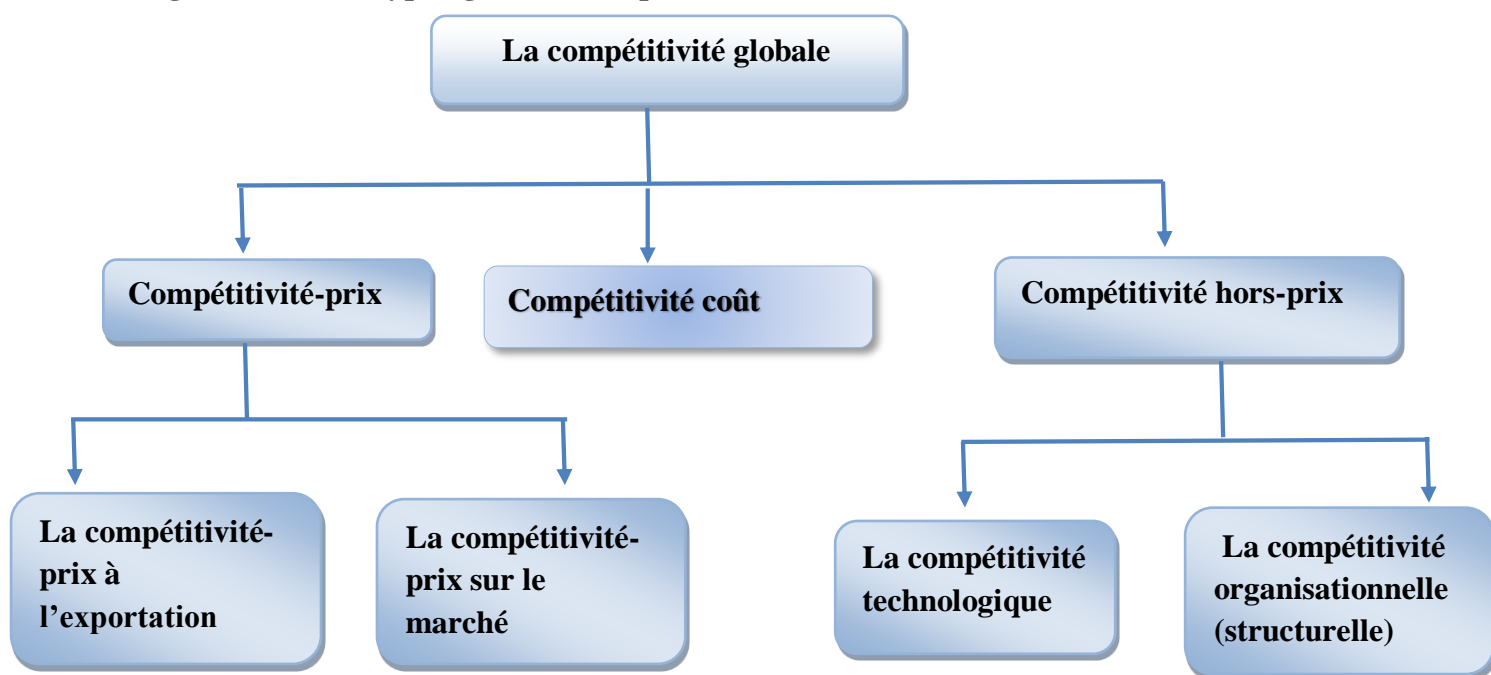 La compétitivité globale
Compétitivité-prix
Compétitivité coût
Compétitivité hors-prix
La compétitivité-
prix à
l’exportation
La compétitivité-
prix sur le
marché
La compétitivité
technologique
La compétitivité
organisationnelle
(structurelle)